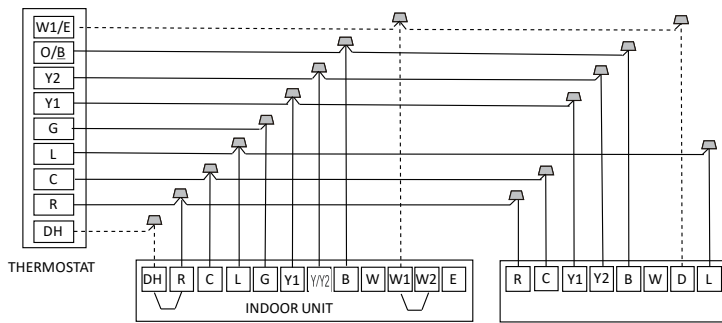 W1/E
O/B
Y2
Y1
G
L
C
R
DH
THERMOSTAT
DH R C L G Y1 Y/Y2 B W W1 W2 E
INDOOR UNIT
R C Y1 Y2 B W D L